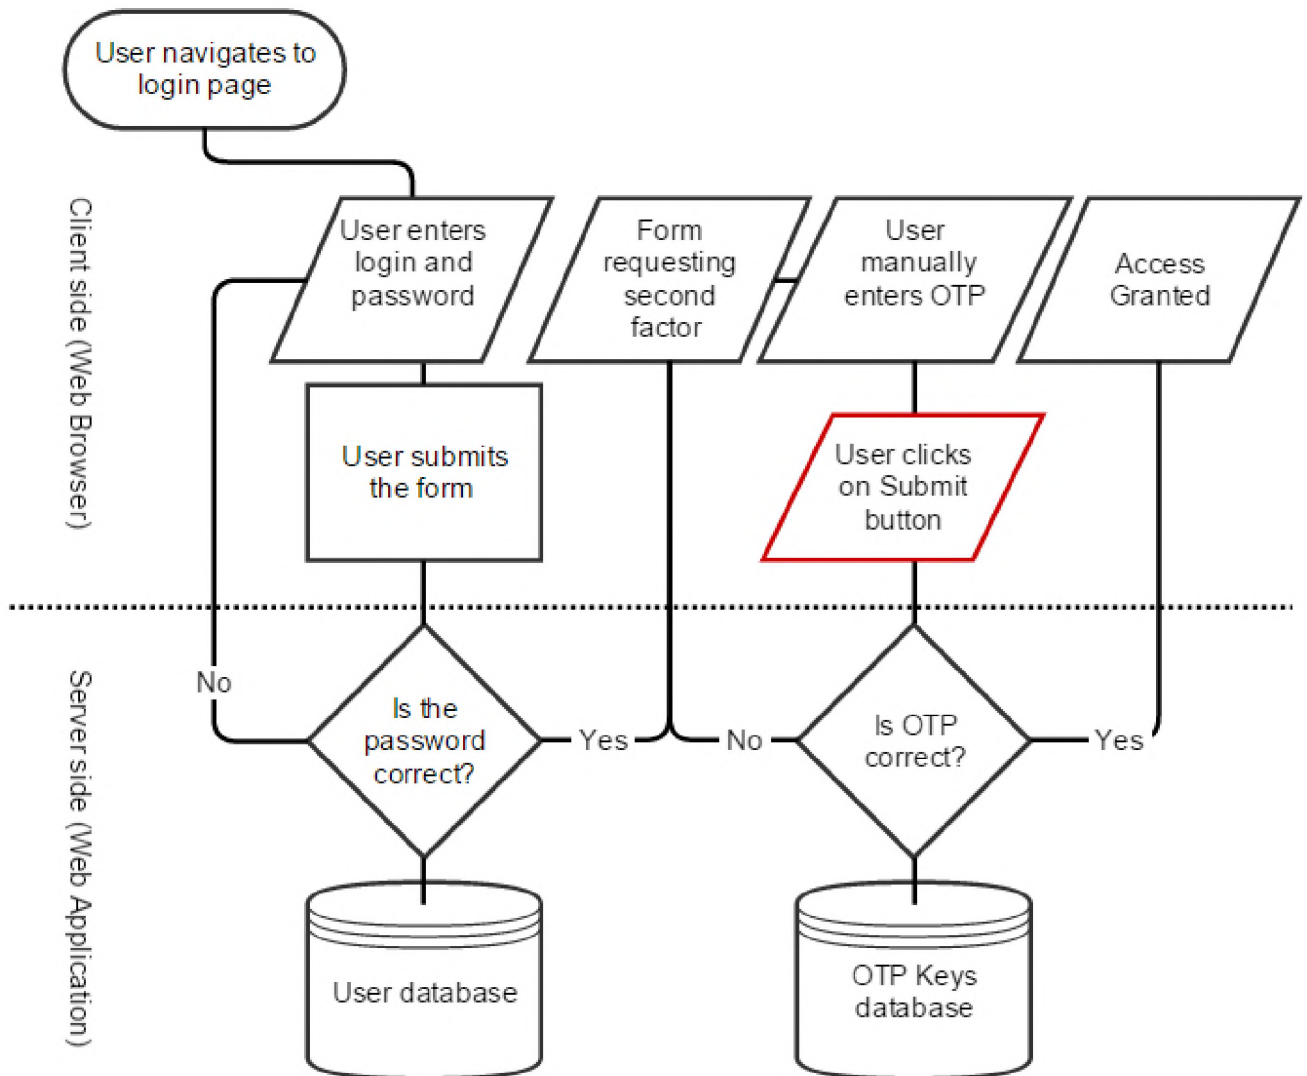 User navigates to
login page
Client side (Web Browser)
User enters
login and
password
Form
requesting
second
factor
User
manually
enters OTP
Access
Granted
User submits
the form
User clicks
on Submit
button
Server side (Web Application)
No
Is the
password
correct?
Yes
No
Is OTP
correct?
Yes
User database
OTP Keys
database